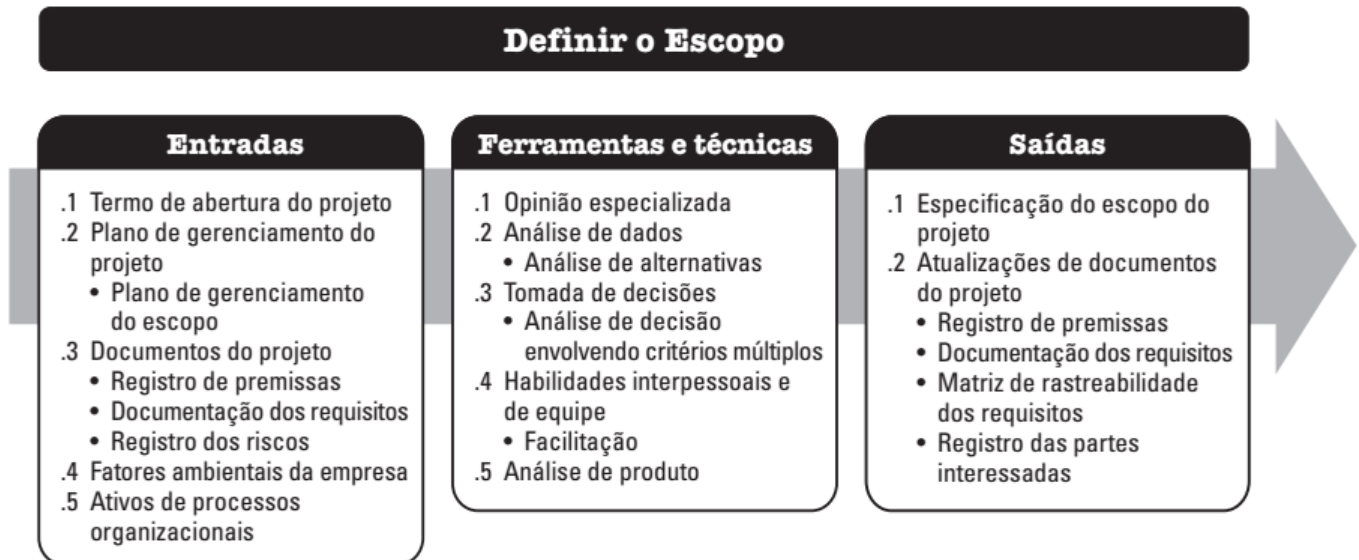 Definir o Escopo
Entradas
.1 Termo de abertura do projeto
.2 Plano de gerenciamento do
projeto
• Plano de gerenciamento
do escopo
.3 Documentos do projeto
• Registro de premissas
• Documentação dos requisitos
• Registro dos riscos
.4 Fatores ambientais da empresa
.5 Ativos de processos
organizacionais
Ferramentas e técnicas
.1 Opinião especializada
.2 Análise de dados
• Análise de alternativas
.3 Tomada de decisões
• Análise de decisão
envolvendo critérios múltiplos
.4 Habilidades interpessoais e
de equipe
• Facilitação
.5 Análise de produto
Saídas
.1 Especificação do escopo do
projeto
.2 Atualizações de documentos
do projeto
• Registro de premissas
• Documentação dos requisitos
• Matriz de rastreabilidade
dos requisitos
• Registro das partes
interessadas